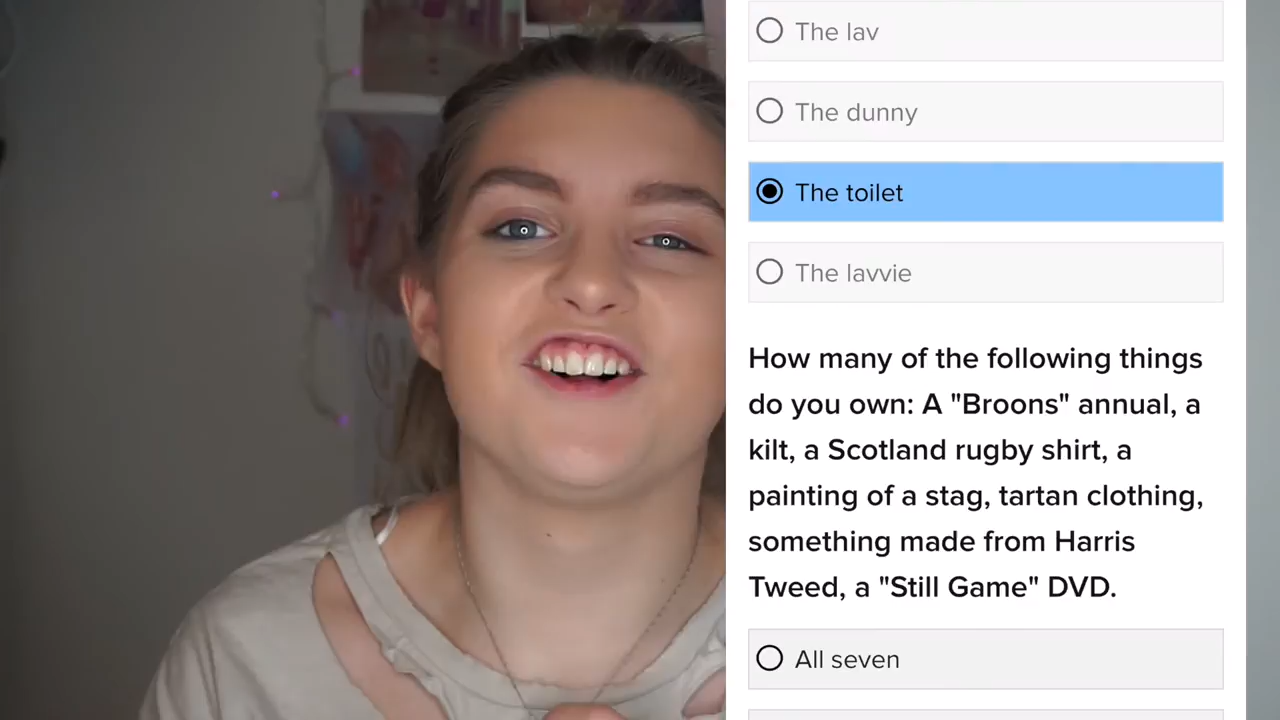 The lav
The dunny
The toilet
The lavvie
How many of the following things
do you own: A "Broons" annual, a
kilt, a Scotland rugby shirt, a
painting of a stag, tartan clothing,
something made from Harris
Tweed, a "Still Game" DVD.
All seven